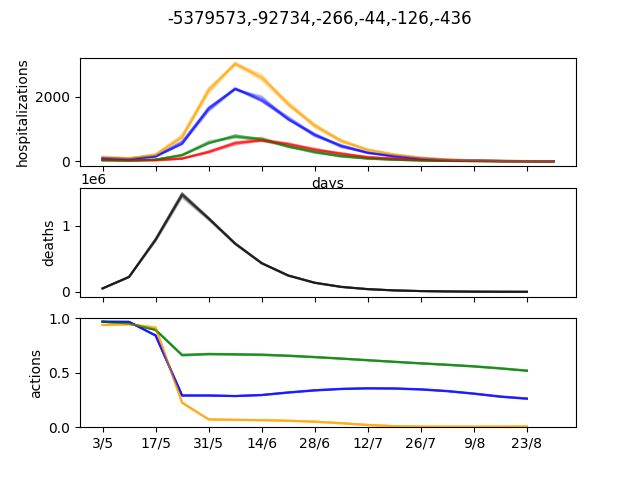 -5379573,-92734,-266,-44,-126,-436
hospitalizations
2000
0
days
1e6
deaths
1
0
actions
1.0
0.5
0.0
3/5 17/5 31/5 14/6 28/6 12/7 26/7 9/8 23/8